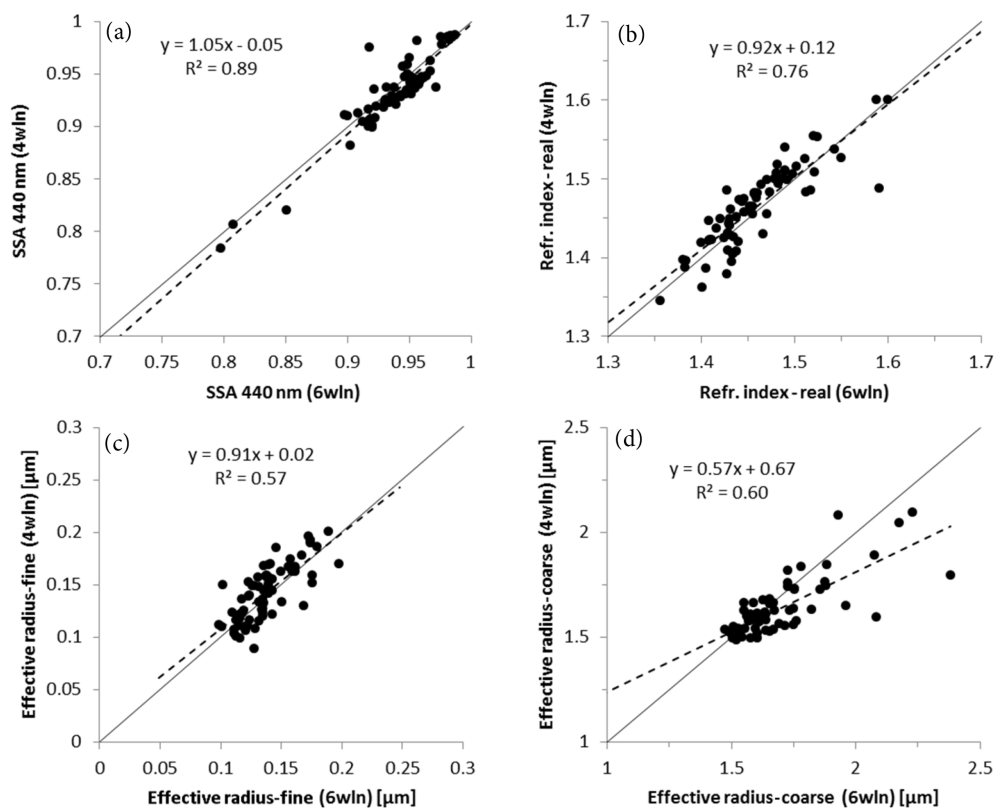 (a)
y = 1.05x - 0.05
R² = 0.89
SSA 440 nm (4wln)
1
0.95
0.9
0.85
0.8
0.75
0.7
0.7
0.75
0.8
0.85
0.9
0.95
1
SSA 440 nm (6wln)
(b)
y = 0.92x + 0.12
R² = 0.76
Refr. index - real (4wln)
1.7
1.6
1.5
1.4
1.3
1.3
1.4
1.5
1.6
1.7
Refr. index - real (6wln)
(c)
y = 0.91x + 0.02
R² = 0.57
Effective radius-fine (4wln) [µm]
0.3
0.25
0.2
0.15
0.1
0.05
0
0
0.05
0.1
0.15
0.2
0.25
0.3
Effective radius-fine (6wln) [µm]
(d)
y = 0.57x + 0.67
R² = 0.60
Effective radius-coarse (4wln) [µm]
2.5
2
1.5
1
1
1.5
2
2.5
Effective radius-coarse (6wln) [µm]